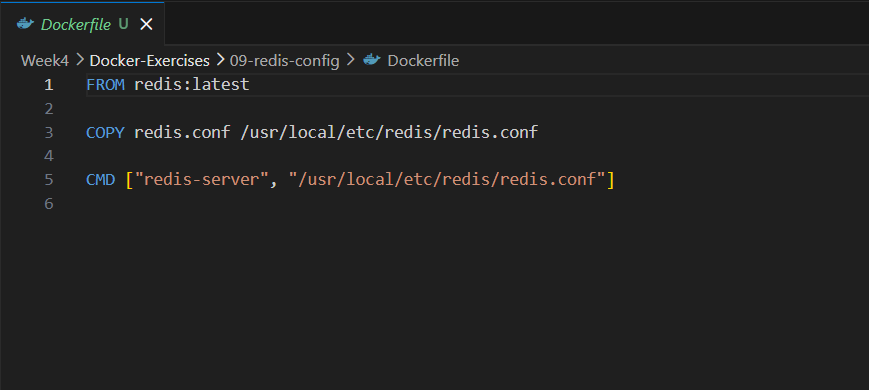 Dockerfile U
Week4 > Docker-Exercises > 09-redis-config > Dockerfile
1 FROM redis:latest
2
3 COPY redis.conf /usr/local/etc/redis/redis.conf
4
5 CMD ["redis-server", "/usr/local/etc/redis/redis.conf"]
6